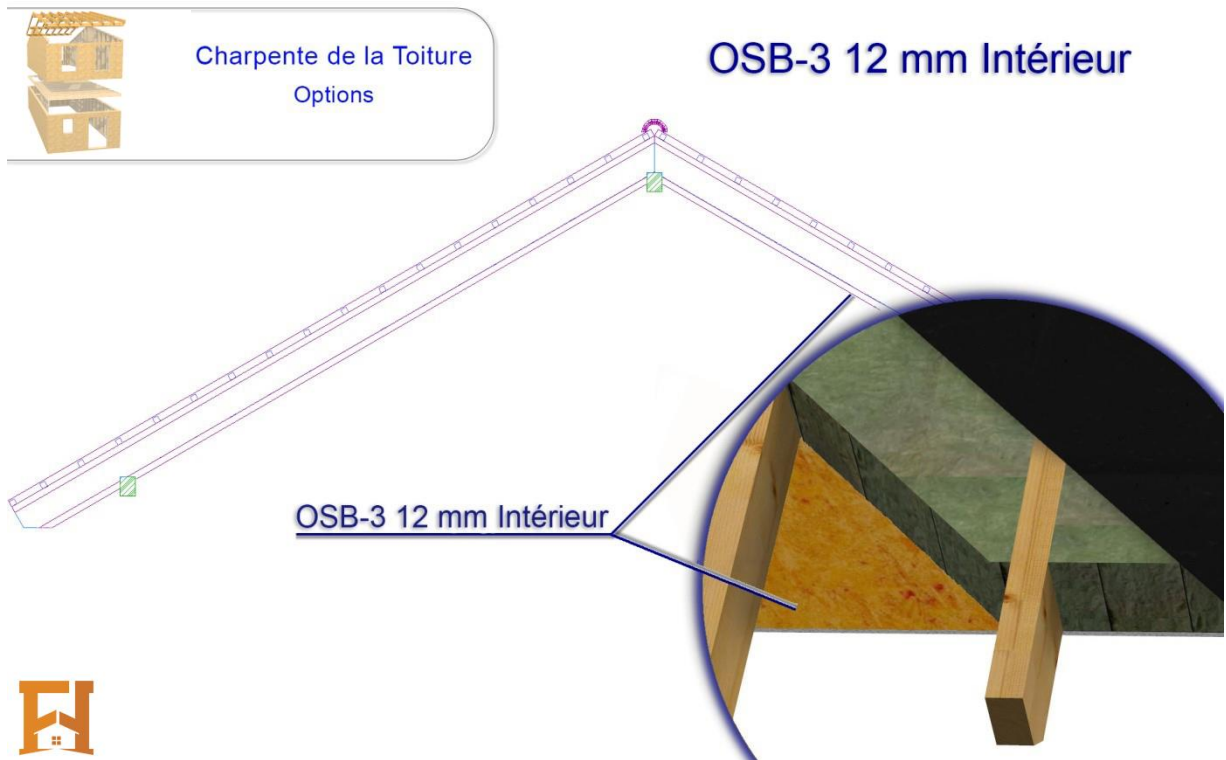 Charpente de la Toiture
Options
OSB-3 12 mm Intérieur
OSB-3 12 mm Intérieur